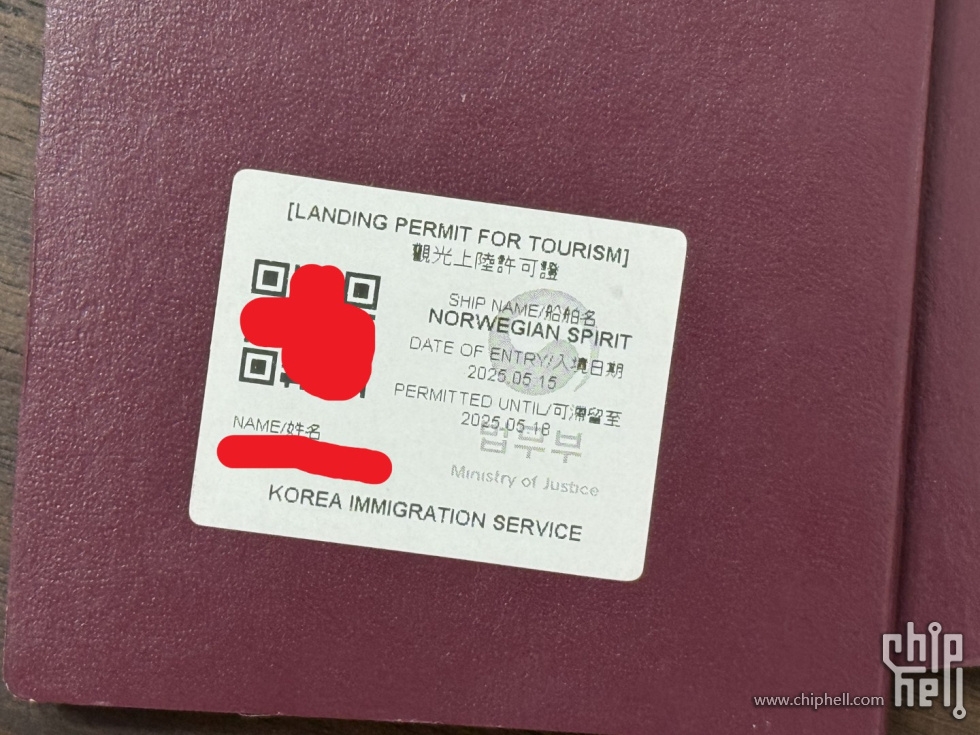 [LANDING PERMIT FOR TOURISM]
觀光上陸許可證
SHIP NAME/船舶名
NORWEGIAN SPIRIT
DATE OF ENTRY/入境日期
2025.05.15
PERMITTED UNTIL/可滯留至
2025.05.18
법무부
Ministry of Justice
NAME/姓名
KOREA IMMIGRATION SERVICE
chip
hell
www.chiphell.com